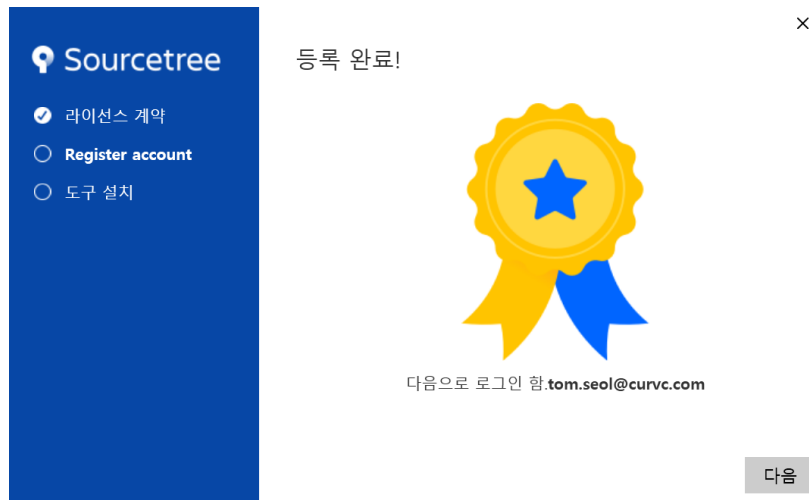 Sourcetree
라이선스 계약
Register account
도구 설치
등록 완료!
다음으로 로그인 함.tom.seol@curvc.com
다음